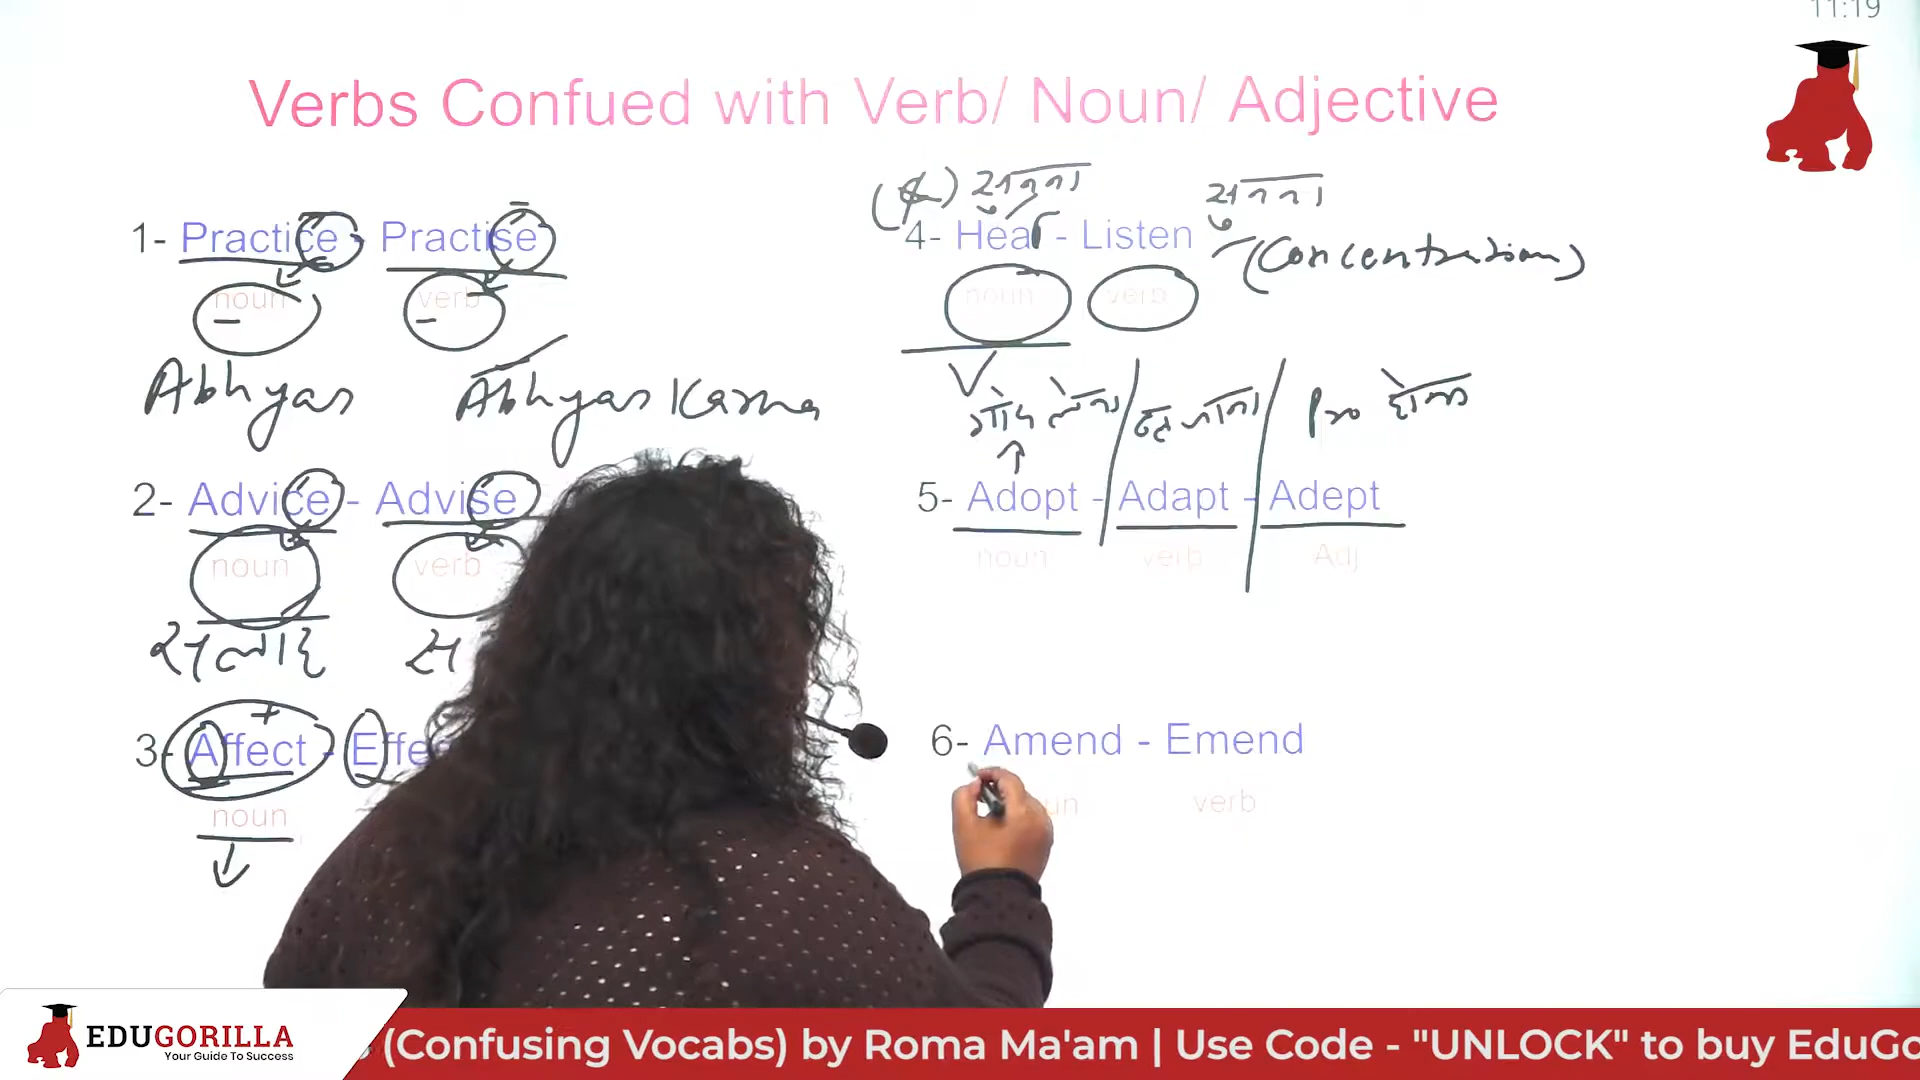 11:19
Verbs Confued with Verb/ Noun/ Adjective
1- Practice - Practise
noun verb
Abhyas Abhyas Karna
2- Advice - Advise
noun verb
सलाह स
3- Affect - Effe
noun
सुनना सुनना
4- Hear - Listen (Concentration)
noun verb
गोद लेना ढल जाना Pro होना
5- Adopt - Adapt - Adept
noun verb Adj
6- Amend - Emend
un verb
EDUGORILLA
Your Guide To Success
(Confusing Vocabs) by Roma Ma'am | Use Code - "UNLOCK" to buy EduGo